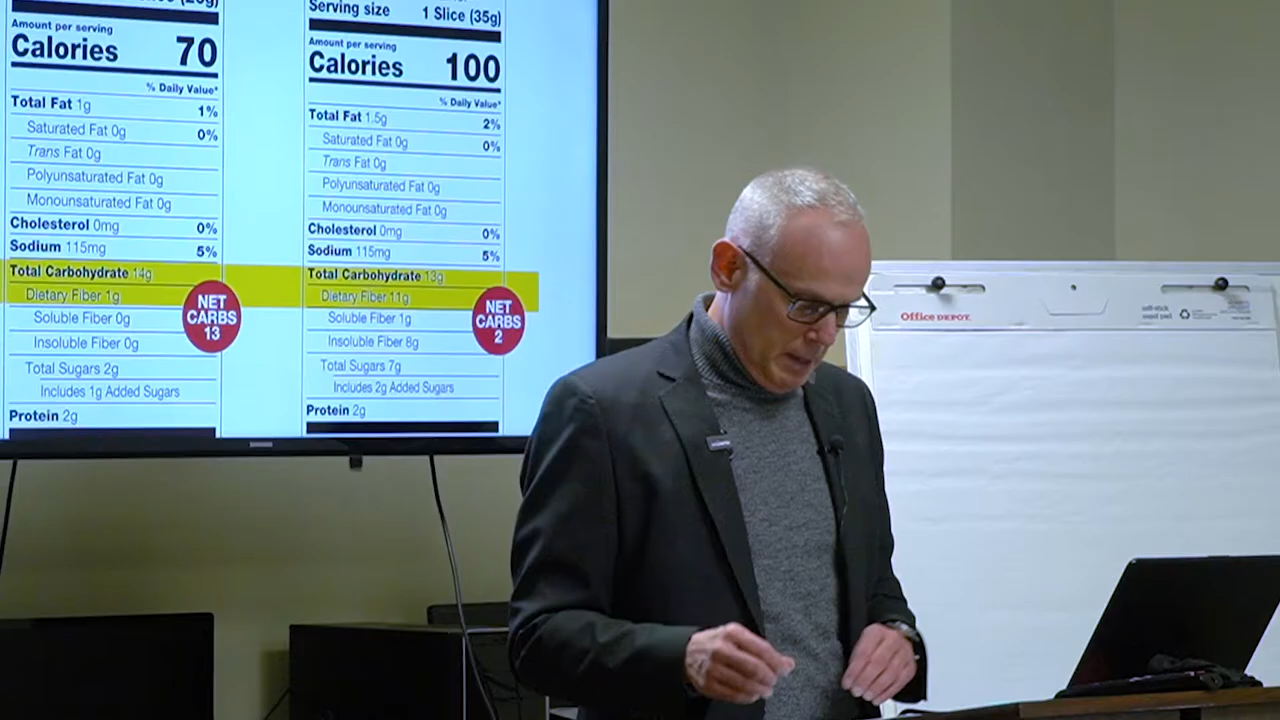 Amount per serving
Calories 70
% Daily Value*
Total Fat 1g 1%
Saturated Fat 0g 0%
Trans Fat 0g
Polyunsaturated Fat 0g
Monounsaturated Fat 0g
Cholesterol 0mg 0%
Sodium 115mg 5%
Total Carbohydrate 14g
Dietary Fiber 1g
Soluble Fiber 0g
Insoluble Fiber 0g
Total Sugars 2g
Includes 1g Added Sugars
Protein 2g
NET
CARBS
13
Serving size 1 Slice (35g)
Amount per serving
Calories 100
% Daily Value*
Total Fat 1.5g 2%
Saturated Fat 0g 0%
Trans Fat 0g
Polyunsaturated Fat 0g
Monounsaturated Fat 0g
Cholesterol 0mg 0%
Sodium 115mg 5%
Total Carbohydrate 13g
Dietary Fiber 11g
Soluble Fiber 1g
Insoluble Fiber 8g
Total Sugars 7g
Includes 2g Added Sugars
Protein 2g
NET
CARBS
2
Office DEPOT
self-stick